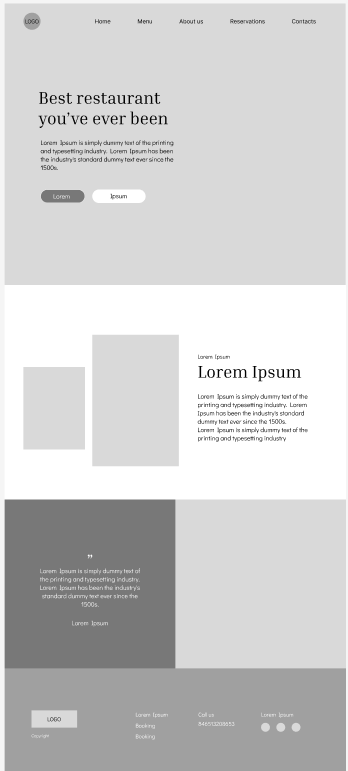 LOGO
Home
Menu
About us
Reservations
Contacts
Best restaurant
you've ever been
Lorem Ipsum is simply dummy text of the printing
and typesetting industry. Lorem Ipsum has been
the industry's standard dummy text ever since the
1500s.
Lorem
Ipsum
Lorem Ipsum
Lorem Ipsum
Lorem Ipsum is simply dummy text of the
printing and typesetting industry. Lorem
Ipsum has been the industry's standard
dummy text ever since the 1500s.
Lorem Ipsum is simply dummy text of the
printing and typesetting industry
”
Lorem Ipsum is simply dummy text of
the printing and typesetting industry.
Lorem Ipsum has been the industry's
standard dummy text ever since the
1500s.
Lorem Ipsum
LOGO
Copyright
Lorem Ipsum
Booking
Booking
Call us
Lorem Ipsum